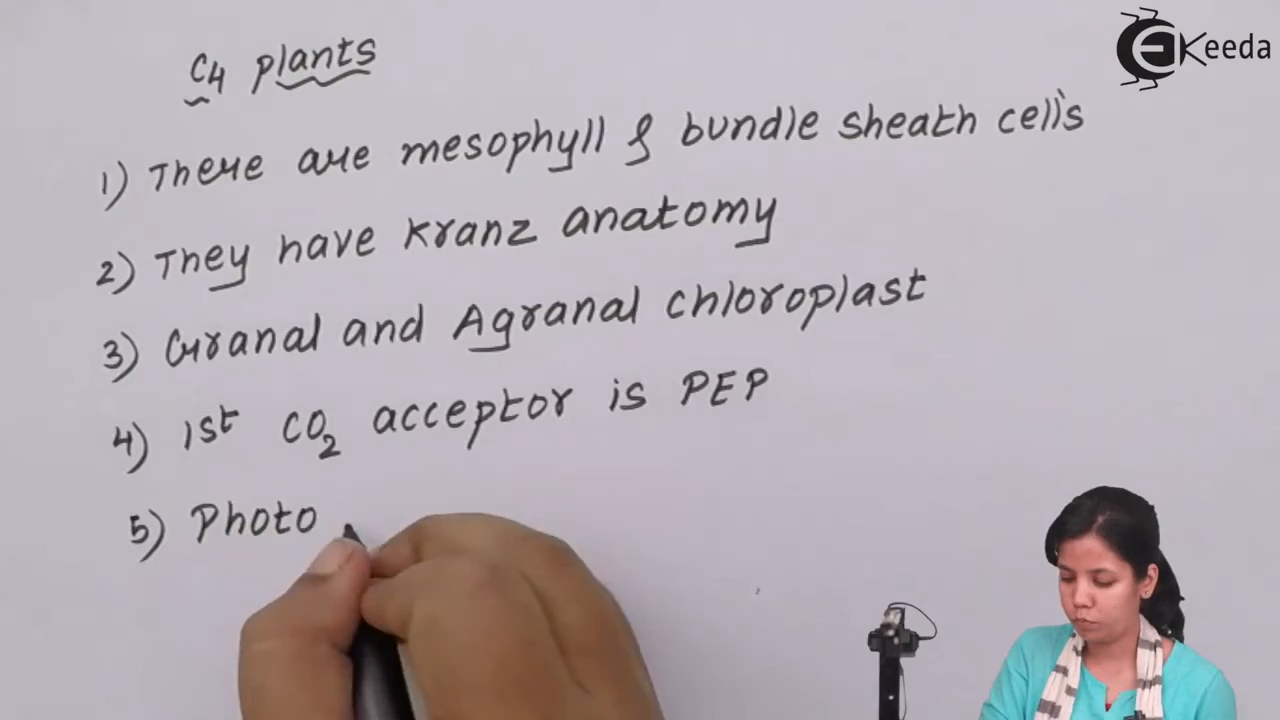 C4 plants
EKeeda
1) There are mesophyll & bundle sheath cells
2) They have Kranz anatomy
3) Granal and Agranal chloroplast
4) 1st CO2 acceptor is PEP
5) Photo